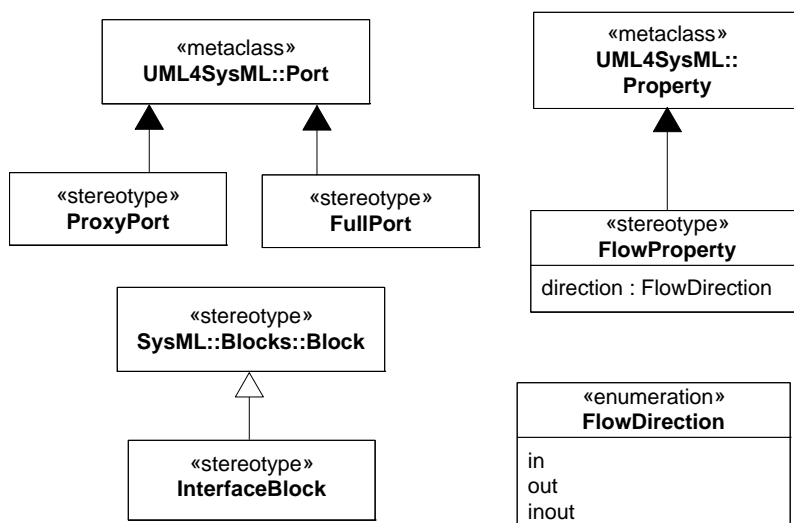 «metaclass»
UML4SysML::Port
«metaclass»
UML4SysML::
Property
«stereotype»
ProxyPort
«stereotype»
FullPort
«stereotype»
FlowProperty
direction : FlowDirection
«stereotype»
SysML::Blocks::Block
«stereotype»
InterfaceBlock
«enumeration»
FlowDirection
in
out
inout